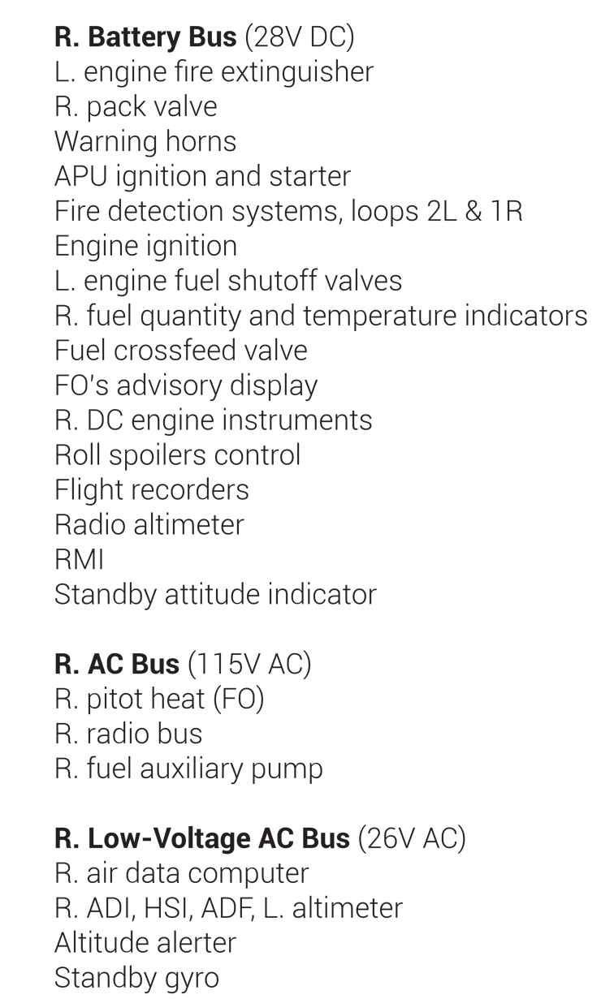 R. Battery Bus (28V DC)
L. engine fire extinguisher
R. pack valve
Warning horns
APU ignition and starter
Fire detection systems, loops 2L & 1R
Engine ignition
L. engine fuel shutoff valves
R. fuel quantity and temperature indicators
Fuel crossfeed valve
FO's advisory display
R. DC engine instruments
Roll spoilers control
Flight recorders
Radio altimeter
RMI
Standby attitude indicator
R. AC Bus (115V AC)
R. pitot heat (FO)
R. radio bus
R. fuel auxiliary pump
R. Low-Voltage AC Bus (26V AC)
R. air data computer
R. ADI, HSI, ADF, L. altimeter
Altitude alerter
Standby gyro